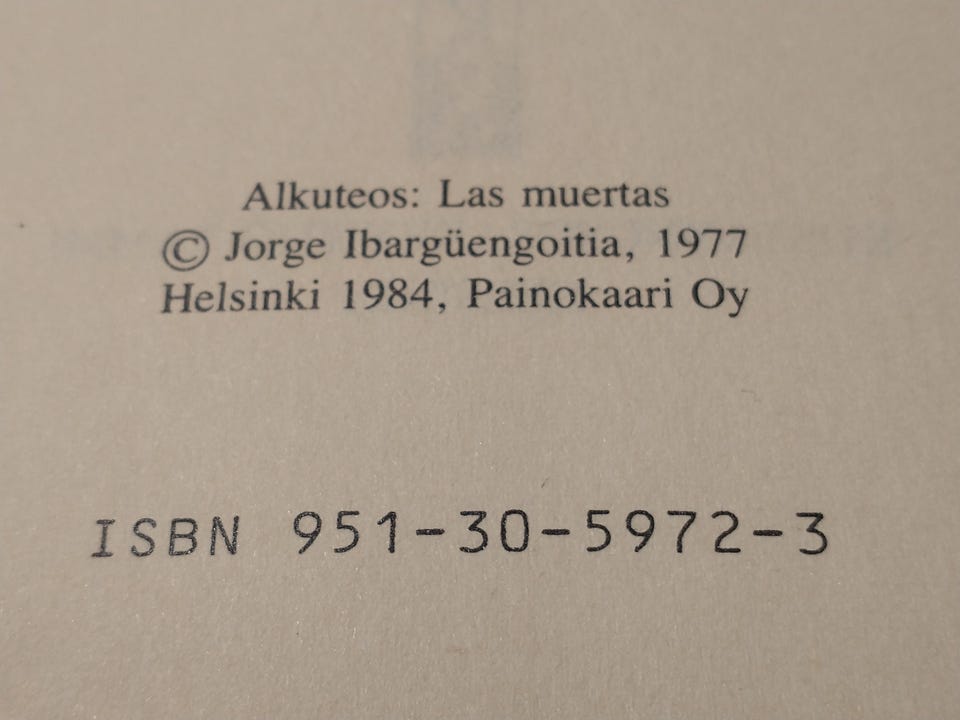 Alkuteos: Las muertas
© Jorge Ibargüengoitia, 1977
Helsinki 1984, Painokaari Oy
ISBN 951-30-5972-3